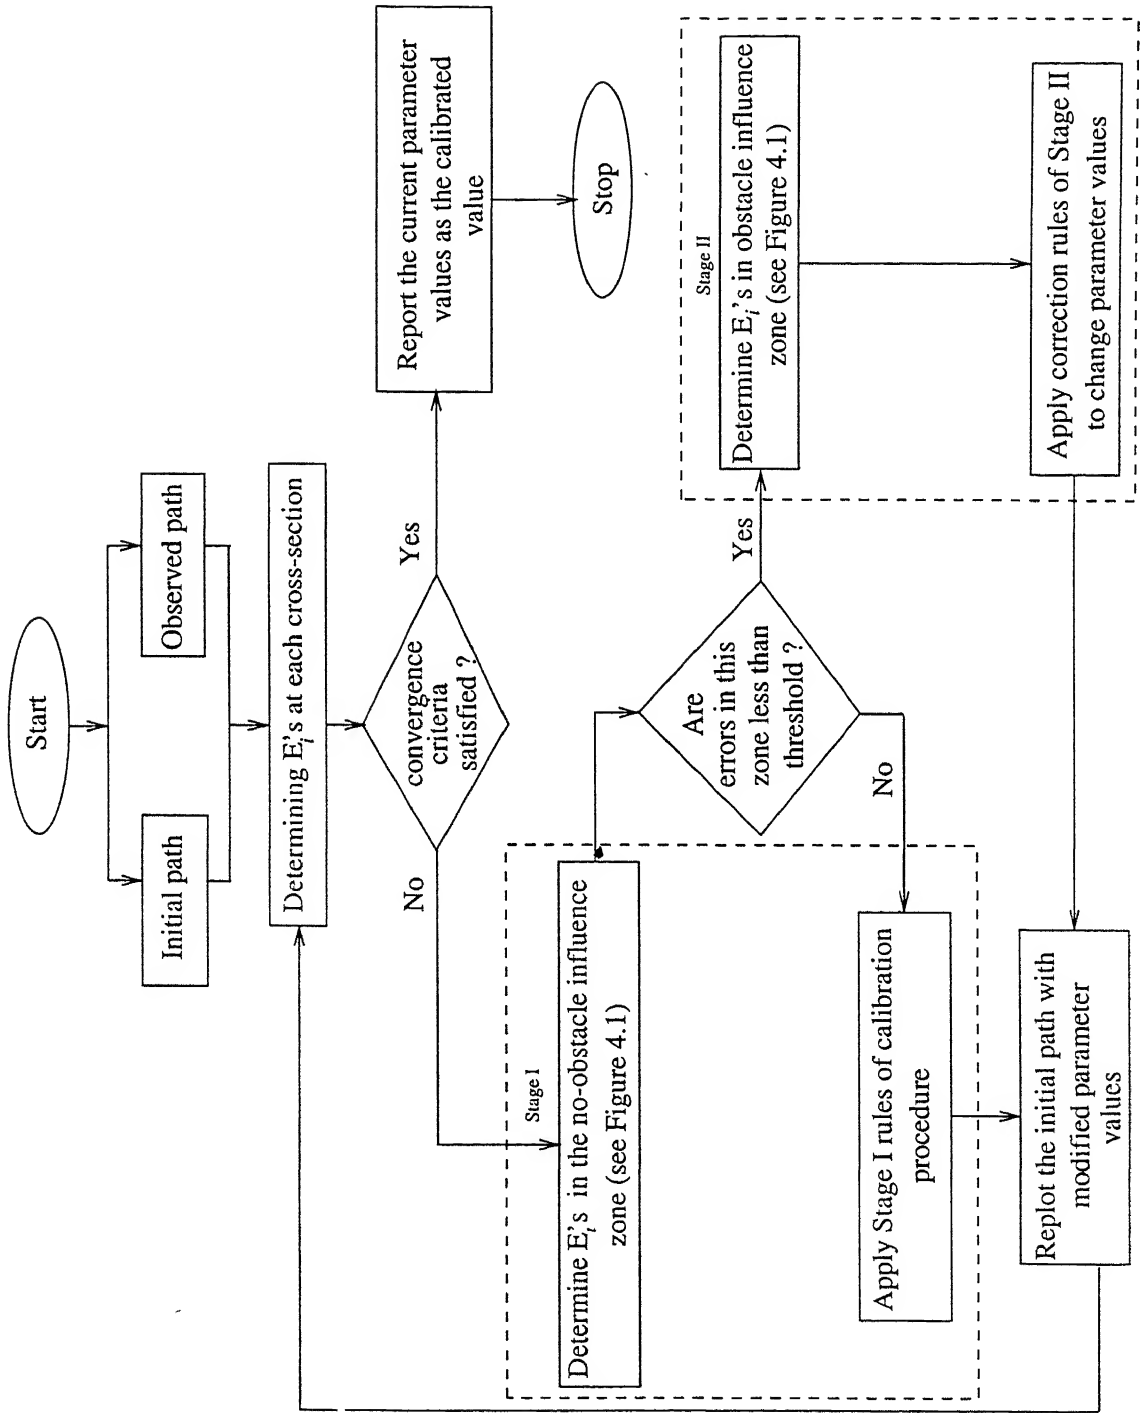 Start
Initial path
Observed path
Determining Ei's at each cross-section
convergence
criteria
satisfied ?
Yes
No
Report the current parameter
values as the calibrated
value
Stop
Stage I
Determine Ei's in the no-obstacle influence
zone (see Figure 4.1)
Are
errors in this
zone less than
threshold ?
Yes
No
Stage II
Determine Ei's in obstacle influence
zone (see Figure 4.1)
Apply correction rules of Stage II
to change parameter values
Apply Stage I rules of calibration
procedure
Replot the initial path with
modified parameter
values